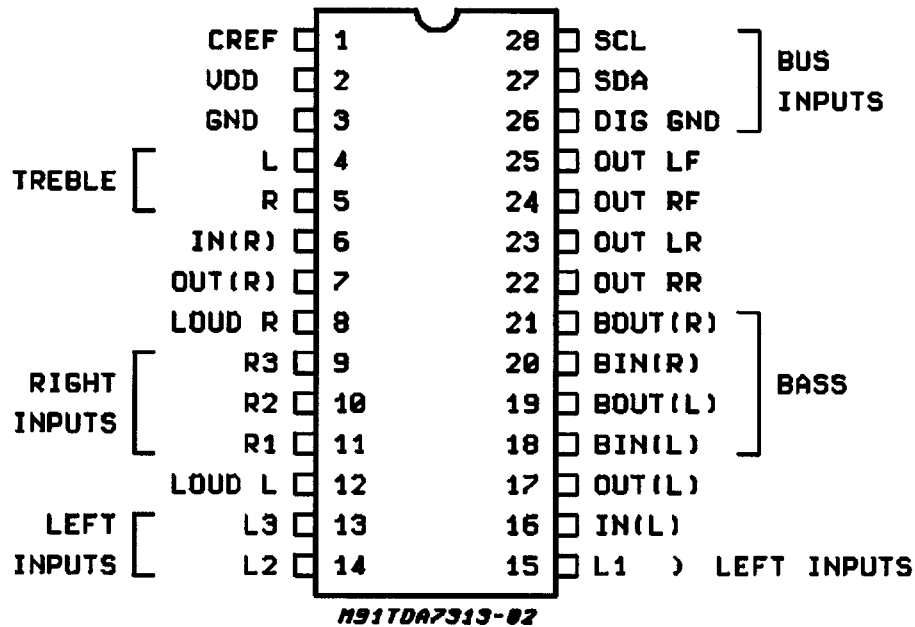 CREF 1 28 SCL
VDD 2 27 SDA
BUS INPUTS
GND 3 26 DIG GND
TREBLE
L 4 25 OUT LF
R 5 24 OUT RF
IN(R) 6 23 OUT LR
OUT(R) 7 22 OUT RR
LOUD R 8 21 BOUT(R)
RIGHT INPUTS
R3 9 20 BIN(R)
BASS
R2 10 19 BOUT(L)
R1 11 18 BIN(L)
LOUD L 12 17 OUT(L)
LEFT INPUTS
L3 13 16 IN(L)
L2 14 15 L1 ) LEFT INPUTS
M91TDA7313-02